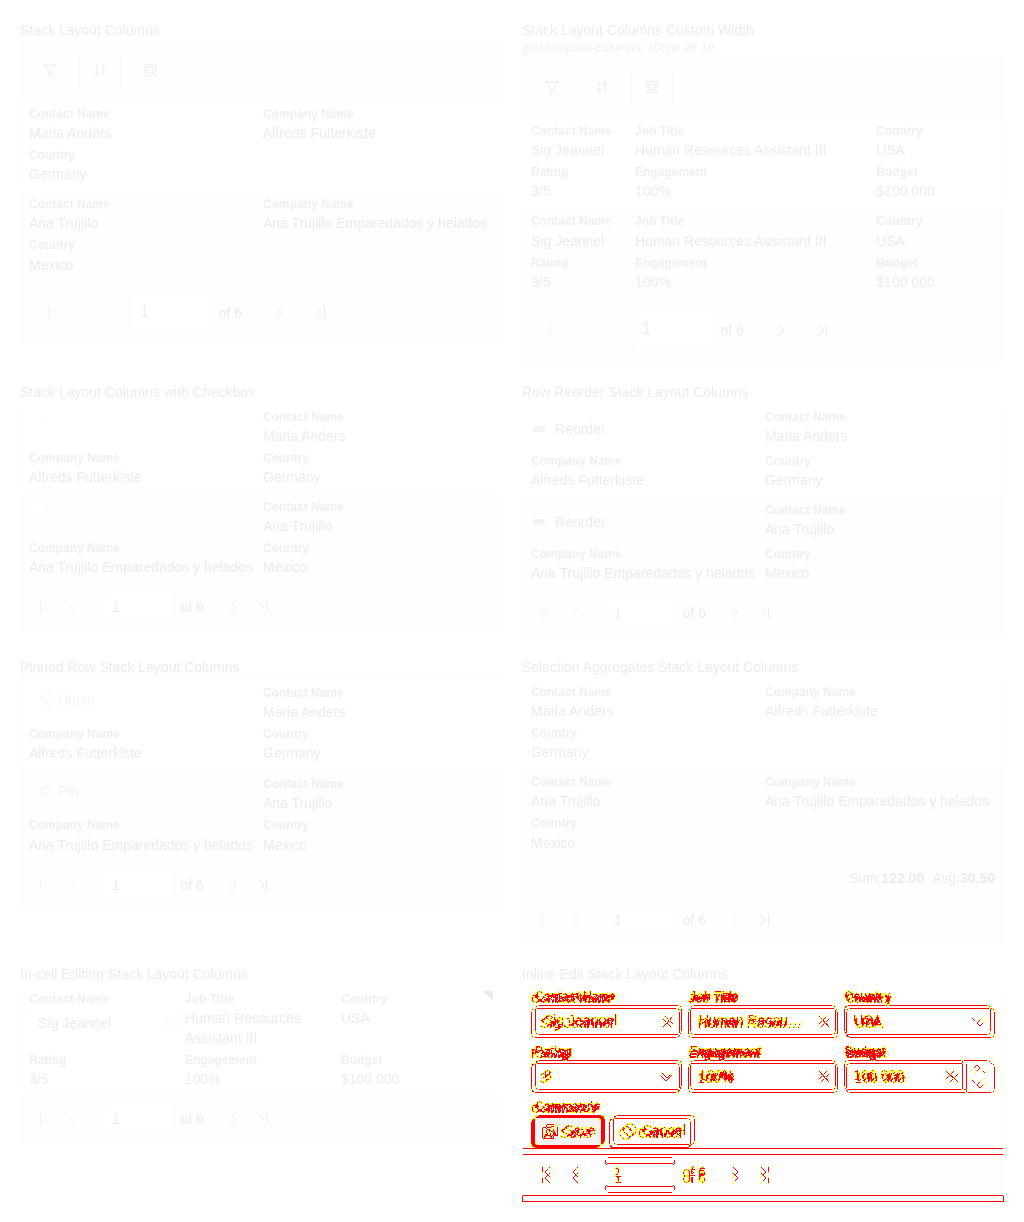 Stack Layout Columns
Contact Name Company Name
Maria Anders Alfreds Futterkiste
Country
Germany
Contact Name Company Name
Ana Trujillo Ana Trujillo Emparedados y helados
Country
Mexico
1 of 6
Stack Layout Columns Custom Width
grid-template-columns: 100px 2fr 1fr
Contact Name Job Title Country
Sig Jeannel Human Resources Assistant III USA
Rating Engagement Budget
3/5 100% $100 000
Contact Name Job Title Country
Sig Jeannel Human Resources Assistant III USA
Rating Engagement Budget
3/5 100% $100 000
1 of 6
Stack Layout Columns with Checkbox
Contact Name
Maria Anders
Company Name Country
Alfreds Futterkiste Germany
Contact Name
Ana Trujillo
Company Name Country
Ana Trujillo Emparedados y helados Mexico
1 of 6
Row Reorder Stack Layout Columns
Contact Name
Reorder Maria Anders
Company Name Country
Alfreds Futterkiste Germany
Contact Name
Reorder Ana Trujillo
Company Name Country
Ana Trujillo Emparedados y helados Mexico
1 of 6
Pinned Row Stack Layout Columns
Contact Name
Unpin Maria Anders
Company Name Country
Alfreds Futterkiste Germany
Contact Name
Pin Ana Trujillo
Company Name Country
Ana Trujillo Emparedados y helados Mexico
1 of 6
Selection Aggregates Stack Layout Columns
Contact Name Company Name
Maria Anders Alfreds Futterkiste
Country
Germany
Contact Name Company Name
Ana Trujillo Ana Trujillo Emparedados y helados
Country
Mexico
Sum:122.00 Avg:30.50
1 of 6
In-cell Editing Stack Layout Columns
Contact Name Job Title Country
Sig Jeannel Human Resources Assistant III USA
Rating Engagement Budget
3/5 100% $100 000
1 of 6
Inline Edit Stack Layout Columns
Contact Name Job Title Country
Sig Jeannel Human Resou... USA
Rating Engagement Budget
3 100% 100 000
Commands
Save Cancel
1 of 6